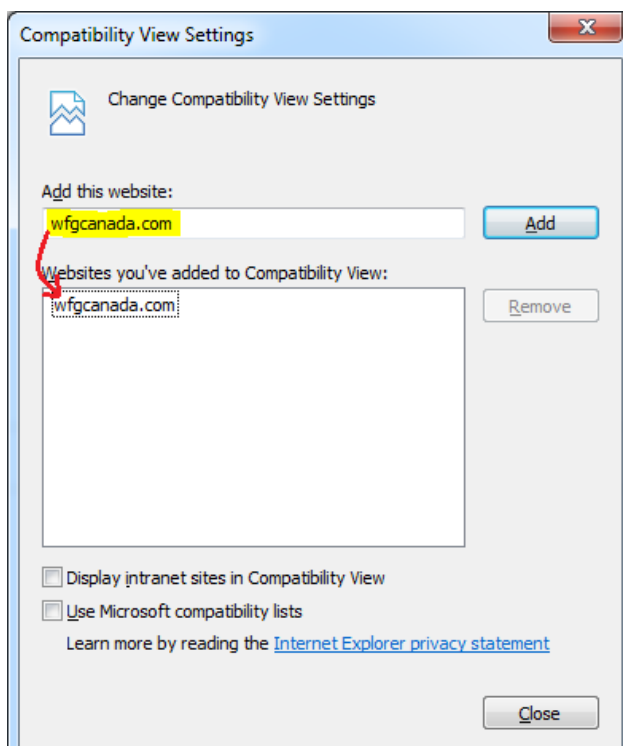 Compatibility View Settings
Change Compatibility View Settings
Add this website:
wfgcanada.com
Add
Websites you've added to Compatibility View:
wfgcanada.com
Remove
Display intranet sites in Compatibility View
Use Microsoft compatibility lists
Learn more by reading the Internet Explorer privacy statement
Close